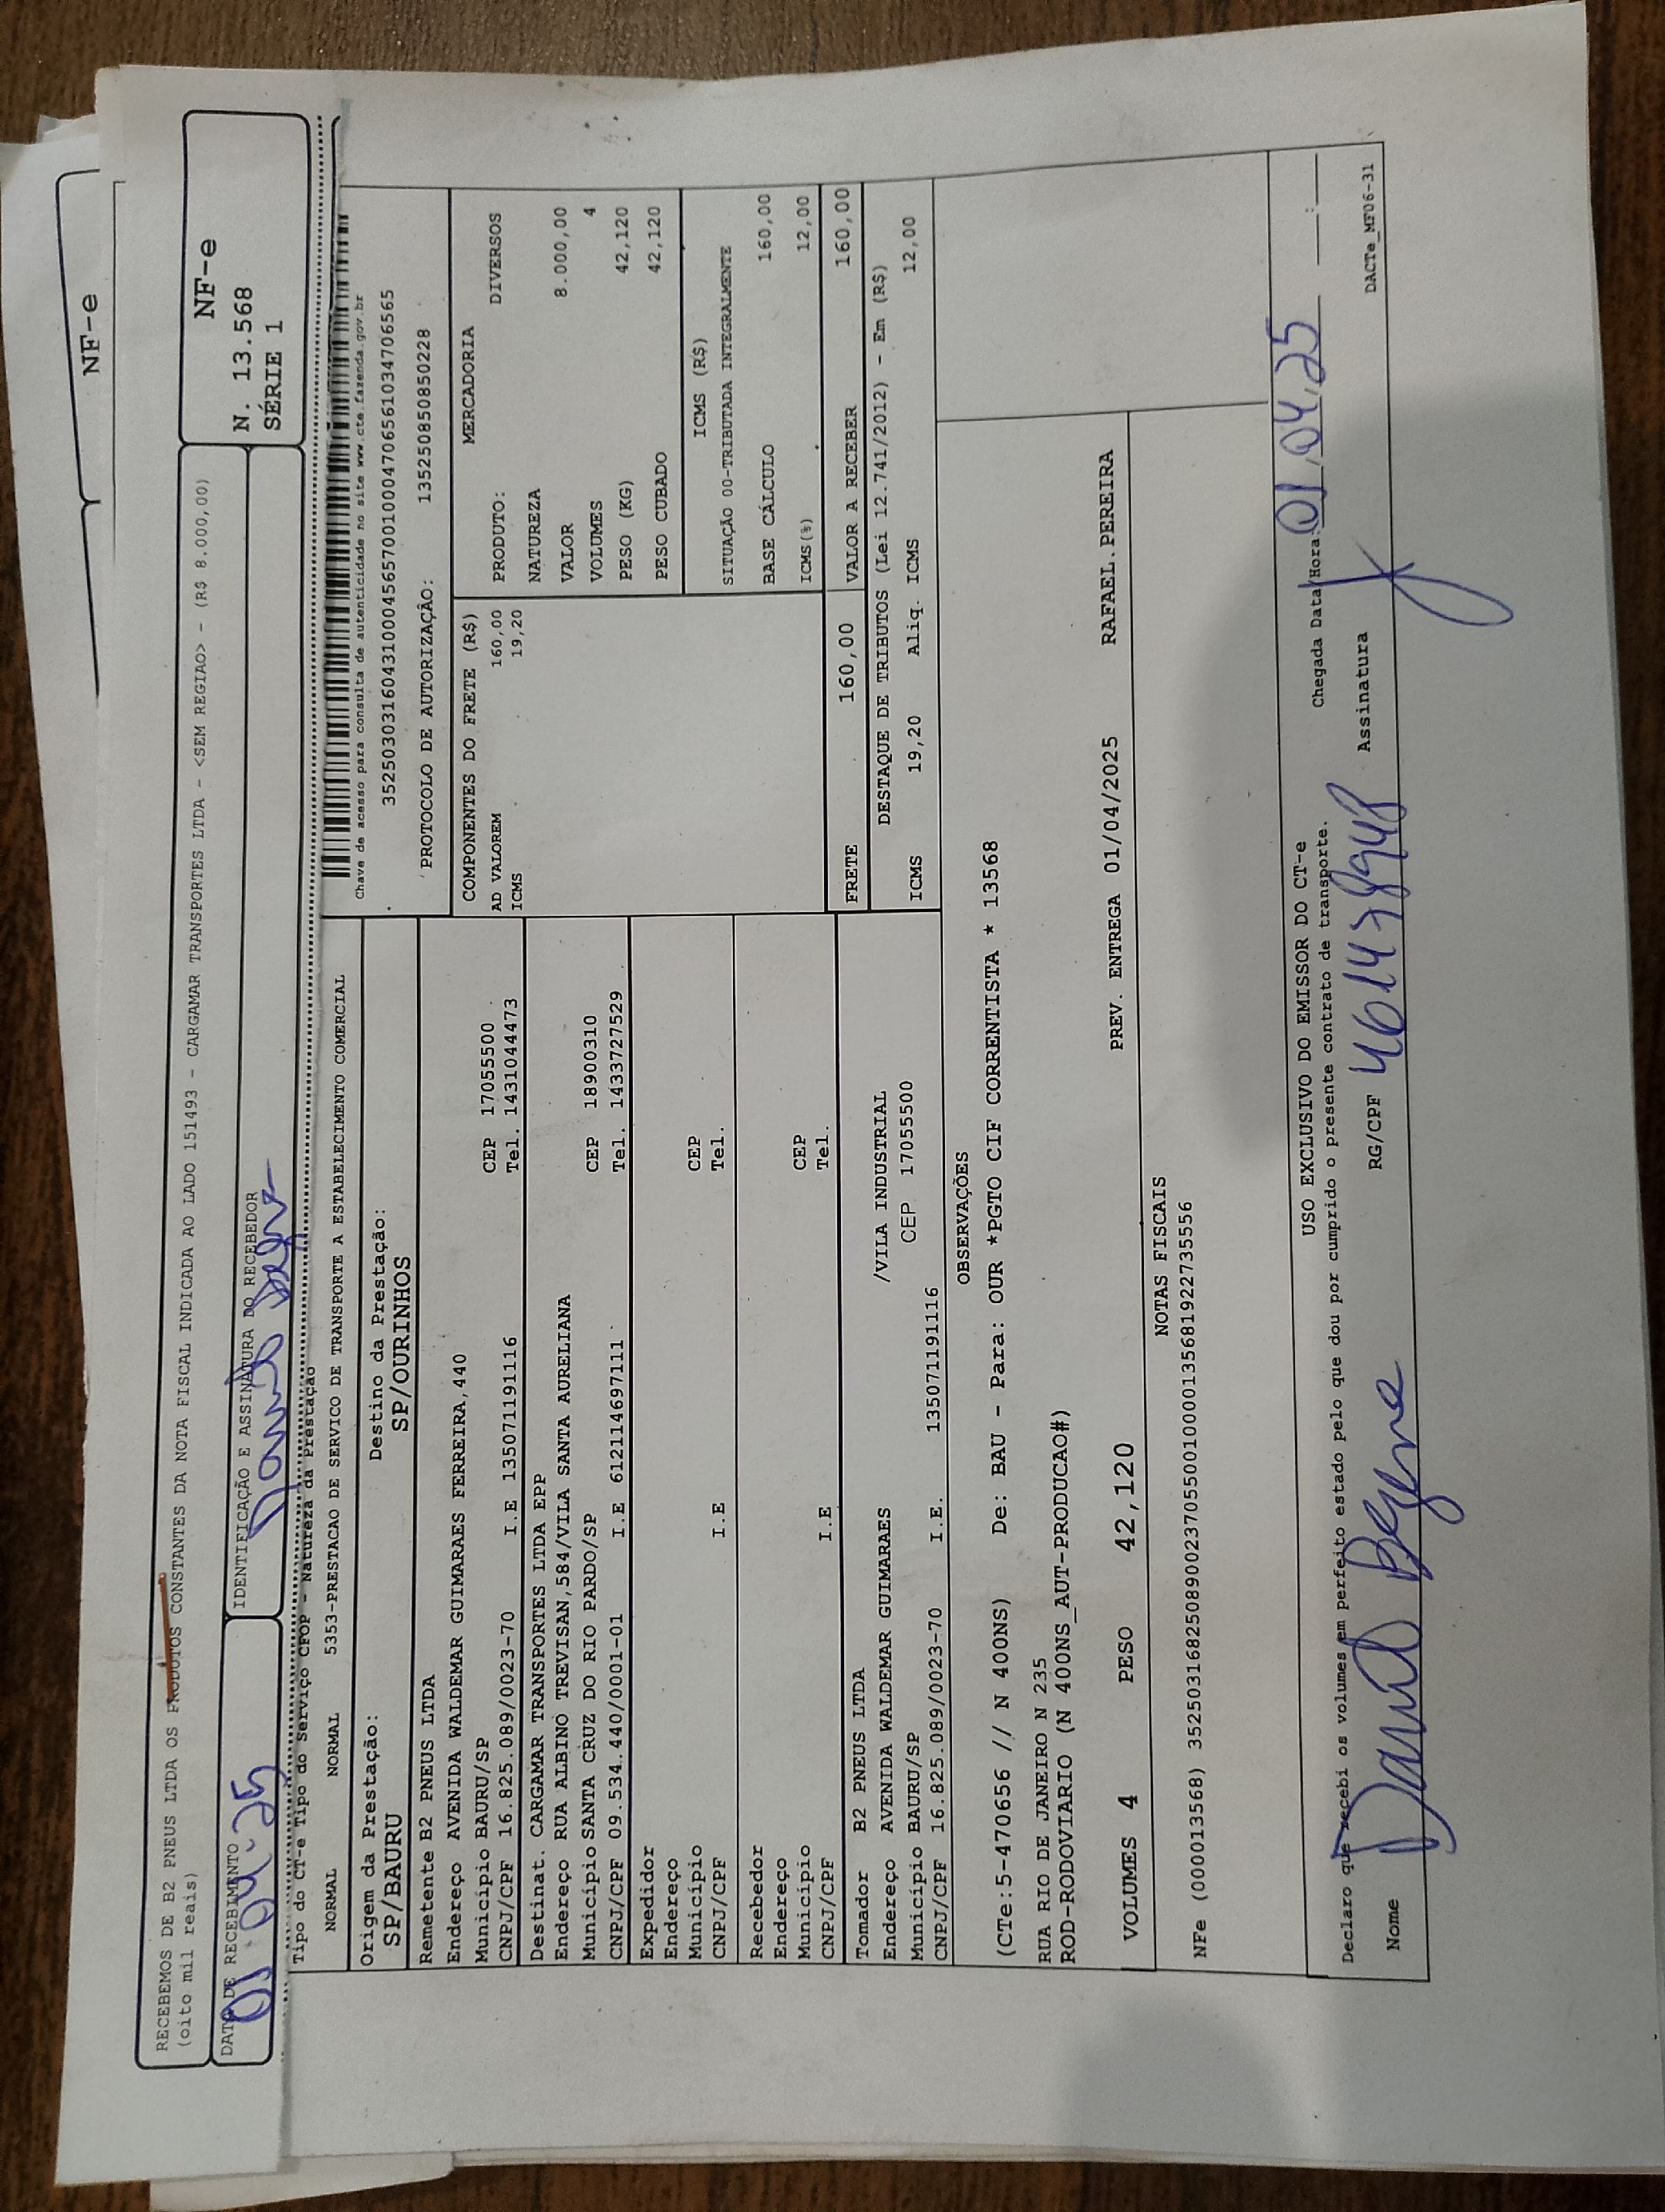 NF-e
RECEBEMOS DE B2 PNEUS LTDA OS PRODUTOS CONSTANTES DA NOTA FISCAL INDICADA AO LADO 151493 - CARGAMAR TRANSPORTES LTDA - <SEM REGIAO> - (R$ 8.000,00)
(oito mil reais)
NF-e
N. 13.568
SÉRIE 1
DATA DE RECEBIMENTO
01.04.25
IDENTIFICAÇÃO E ASSINATURA DO RECEBEDOR
Tipo do CT-e Tipo do Serviço CFOP - Natureza da Prestação
NORMAL NORMAL 5353-PRESTACAO DE SERVICO DE TRANSPORTE A ESTABELECIMENTO COMERCIAL
Chave de acesso para consulta de autenticidade no site www.cte.fazenda.gov.br
35250303160431000456570010004706561034706565
PROTOCOLO DE AUTORIZAÇÃO: 135250850850228
Origem da Prestação:
SP/BAURU
Destino da Prestação:
SP/OURINHOS
Remetente B2 PNEUS LTDA
Endereço AVENIDA WALDEMAR GUIMARAES FERREIRA,440
Município BAURU/SP CEP 17055500
CNPJ/CPF 16.825.089/0023-70 I.E 135071191116 Tel. 1431044473
Destinat. CARGAMAR TRANSPORTES LTDA EPP
Endereço RUA ALBINO TREVISAN,584/VILA SANTA AURELIANA
Município SANTA CRUZ DO RIO PARDO/SP CEP 18900310
CNPJ/CPF 09.534.440/0001-01 I.E 612114697111 Tel. 1433727529
Expedidor
Endereço
Município CEP
CNPJ/CPF I.E Tel.
Recebedor
Endereço
Município CEP
CNPJ/CPF I.E Tel.
Tomador B2 PNEUS LTDA
Endereço AVENIDA WALDEMAR GUIMARAES /VILA INDUSTRIAL
Município BAURU/SP CEP 17055500
CNPJ/CPF 16.825.089/0023-70 I.E. 135071191116
COMPONENTES DO FRETE (R$)
AD VALOREM 160,00
ICMS 19,20
MERCADORIA
PRODUTO: DIVERSOS
NATUREZA
VALOR 8.000,00
VOLUMES 4
PESO (KG) 42,120
PESO CUBADO 42,120
ICMS (R$)
SITUAÇÃO 00-TRIBUTADA INTEGRALMENTE
BASE CÁLCULO 160,00
ICMS(%) 12,00
FRETE 160,00 VALOR A RECEBER 160,00
DESTAQUE DE TRIBUTOS (Lei 12.741/2012) - Em (R$)
ICMS 19,20 Aliq. ICMS 12,00
OBSERVAÇÕES
(CTe:5-470656 // N 400NS) De: BAU - Para: OUR *PGTO CIF CORRENTISTA * 13568
RUA RIO DE JANEIRO N 235
ROD-RODOVIARIO (N 400NS_AUT-PRODUCAO#)
VOLUMES 4 PESO 42,120 PREV. ENTREGA 01/04/2025 RAFAEL.PEREIRA
NOTAS FISCAIS
NFe (000013568) 35250316825089002370550010000135681922735556
USO EXCLUSIVO DO EMISSOR DO CT-e
Declaro que recebi os volumes em perfeito estado pelo que dou por cumprido o presente contrato de transporte.
Chegada Data/Hora: 01,04,25 :
Nome RG/CPF Assinatura
DACTe_MF06-31